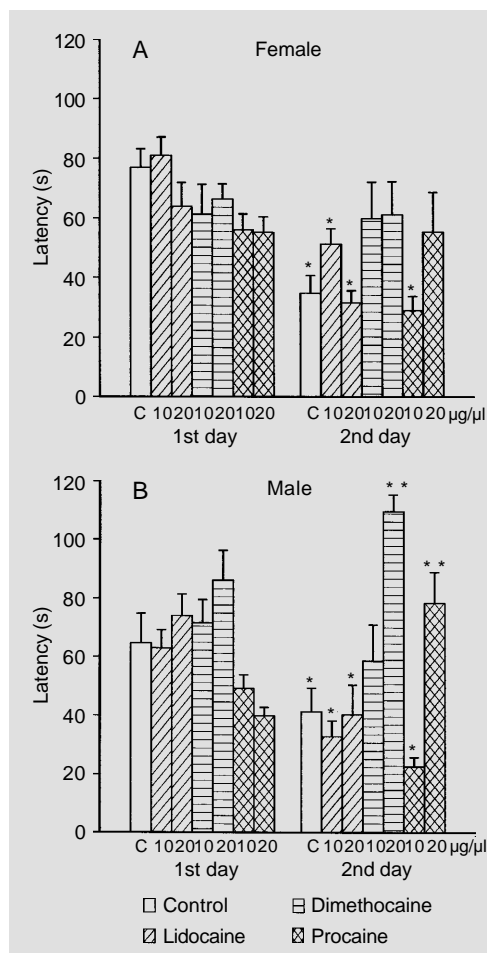 A Female
120
100
80
60
40
20
0
Latency (s)
* * * *
C 10 20 10 20 10 20 C 10 20 10 20 10 20 µg/µl
1st day 2nd day
B Male
120
100
80
60
40
20
0
Latency (s)
* * * * * * * *
C 10 20 10 20 10 20 C 10 20 10 20 10 20 µg/µl
1st day 2nd day
Control Dimethocaine
Lidocaine Procaine